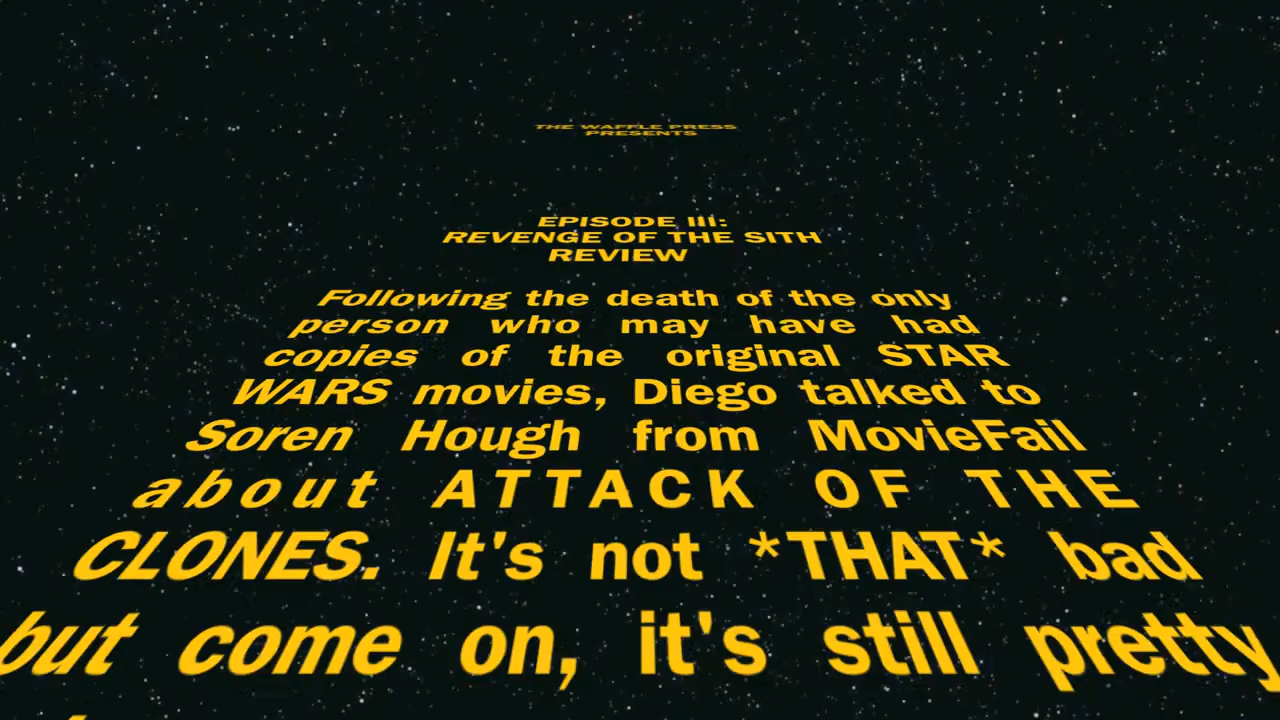 THE WAFFLE PRESS
PRESENTS
EPISODE III:
REVENGE OF THE SITH
REVIEW
Following the death of the only
person who may have had
copies of the original STAR
WARS movies, Diego talked to
Soren Hough from MovieFail
about ATTACK OF THE
CLONES. It's not *THAT* bad
but come on, it's still pretty